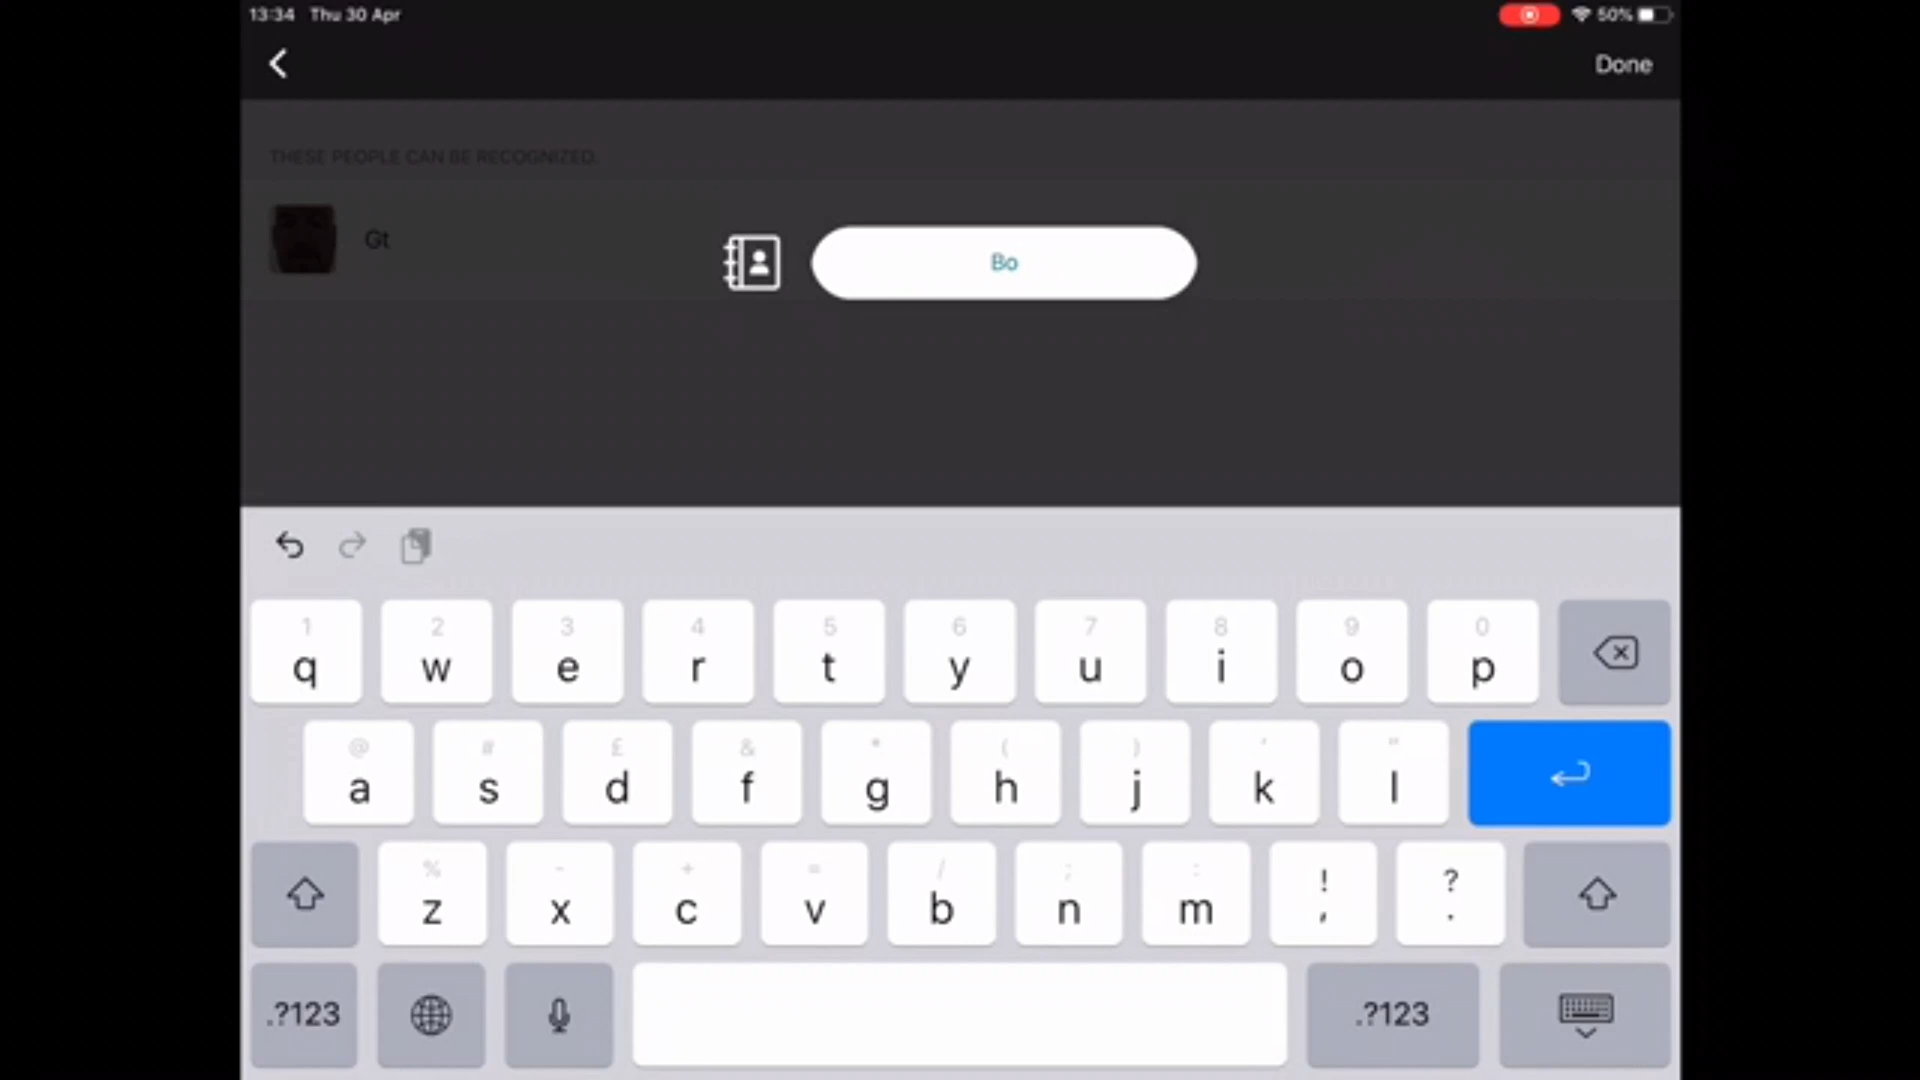 13:34 Thu 30 Apr 50%
Done
THESE PEOPLE CAN BE RECOGNIZED.
Gt
Bo
1 2 3 4 5 6 7 8 9 0
q w e r t y u i o p
@ # £ & * ( ) ' "
a s d f g h j k l
% - + = / ; : ! ?
z x c v b n m , .
.?123 .?123